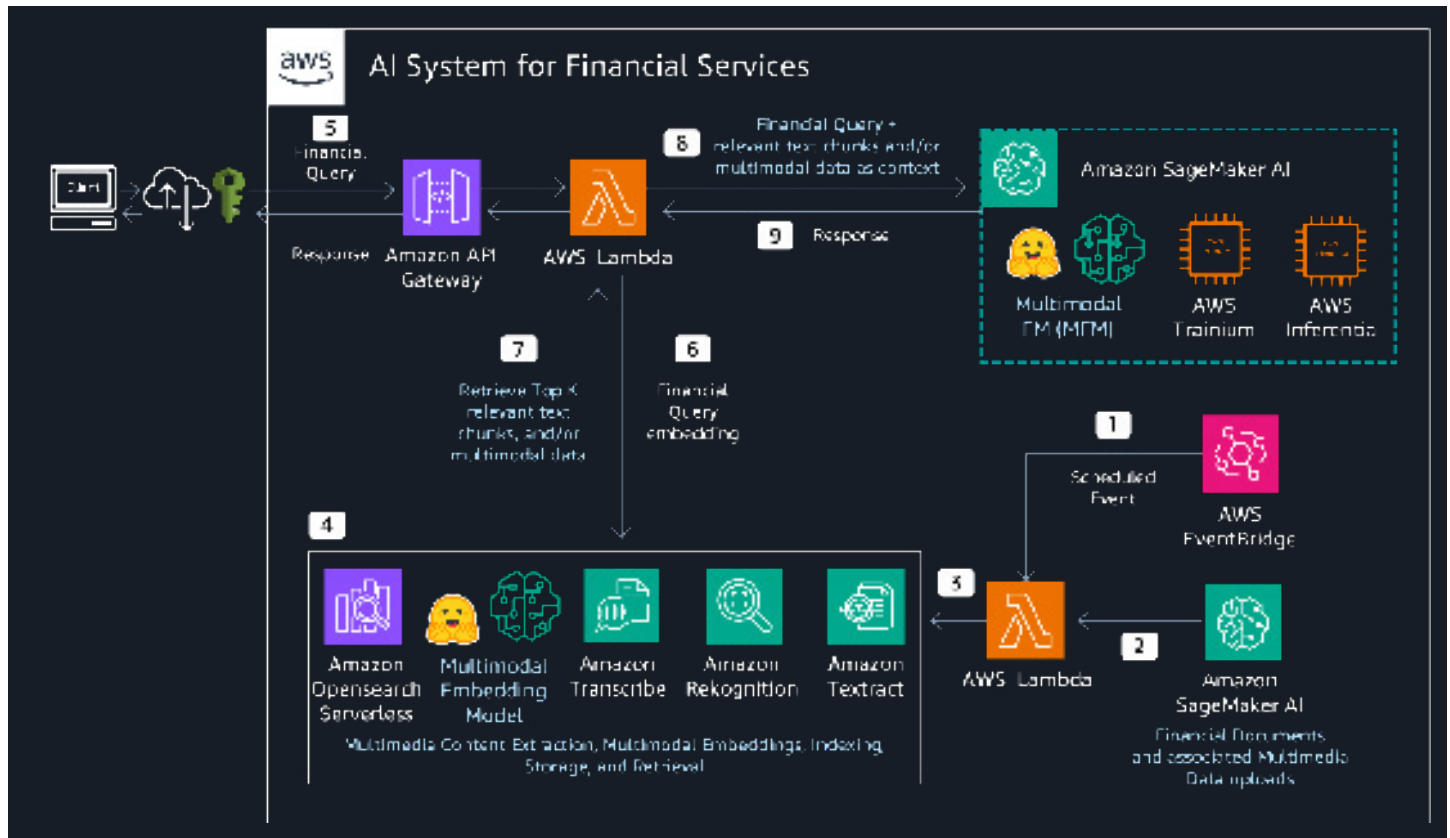 aws
AI System for Financial Services
5
Financial
Query
Client
Response
Amazon API
Gateway
AWS Lambda
8
Financial Query +
relevant text chunks and/or
multimodal data as context
9
Response
Amazon SageMaker AI
Multimodal
FM (MFM)
AWS
Trainium
AWS
Inferentia
7
Retrieve Top K
relevant text
chunks, and/or
multimodal data
6
Financial
Query
embedding
1
Scheduled
Event
AWS
EventBridge
4
Amazon
Opensearch
Serverless
Multimodal
Embedding
Model
Amazon
Transcribe
Amazon
Rekognition
Amazon
Textract
Multimedia Content Extraction, Multimodal Embeddings, Indexing,
Storage, and Retrieval
3
AWS Lambda
2
Amazon
SageMaker AI
Financial Documents
and associated Multimedia
Data uploads